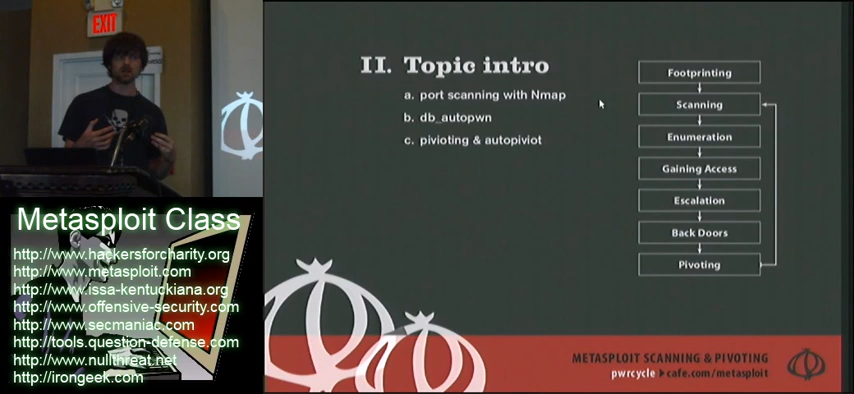 EXIT
II. Topic intro
a. port scanning with Nmap
b. db_autopwn
c. pivioting & autopiviot
Footprinting
Scanning
Enumeration
Gaining Access
Escalation
Back Doors
Pivoting
METASPLOIT SCANNING & PIVOTING
pwrcycle ▸cafe.com/metasploit
Metasploit Class
http://www.hackersforcharity.org
http://www.metasploit.com
http://www.issa-kentuckiana.org
http://www.offensive-security.com
http://www.secmaniac.com
http://tools.question-defense.com
http://www.nullthreat.net
http://irongeek.com